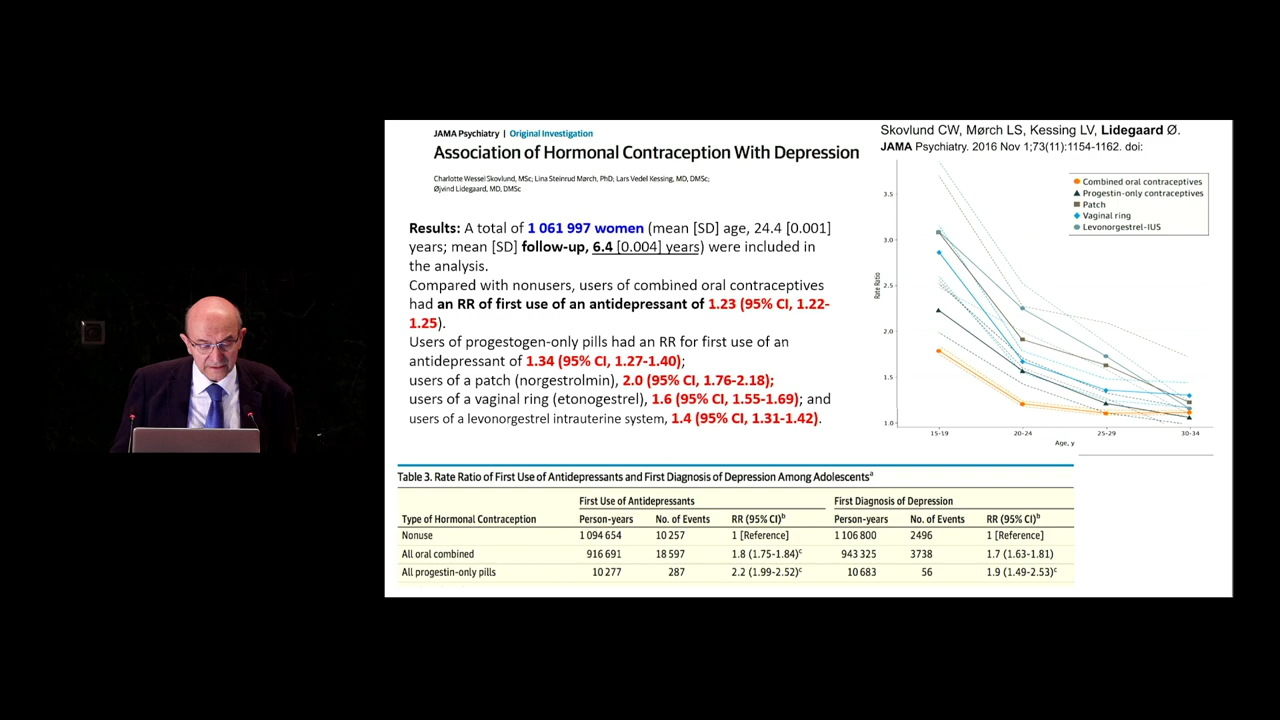 JAMA Psychiatry | Original Investigation
Association of Hormonal Contraception With Depression
Charlotte Wessel Skovlund, MSc; Lina Steinrud Mørch, PhD; Lars Vedel Kessing, MD, DMSc;
Øjvind Lidegaard, MD, DMSc
Results: A total of 1 061 997 women (mean [SD] age, 24.4 [0.001]
years; mean [SD] follow-up, 6.4 [0.004] years) were included in
the analysis.
Compared with nonusers, users of combined oral contraceptives
had an RR of first use of an antidepressant of 1.23 (95% CI, 1.22-
1.25).
Users of progestogen-only pills had an RR for first use of an
antidepressant of 1.34 (95% CI, 1.27-1.40);
users of a patch (norgestrolmin), 2.0 (95% CI, 1.76-2.18);
users of a vaginal ring (etonogestrel), 1.6 (95% CI, 1.55-1.69); and
users of a levonorgestrel intrauterine system, 1.4 (95% CI, 1.31-1.42).
Skovlund CW, Mørch LS, Kessing LV, Lidegaard Ø.
JAMA Psychiatry. 2016 Nov 1;73(11):1154-1162. doi:
Combined oral contraceptives
Progestin-only contraceptives
Patch
Vaginal ring
Levonorgestrel-IUS
Rate Ratio
3.5
3.0
2.5
2.0
1.5
1.0
15-19 20-24 25-29 30-34
Age, y
Table 3. Rate Ratio of First Use of Antidepressants and First Diagnosis of Depression Among Adolescentsa
First Use of Antidepressants First Diagnosis of Depression
Type of Hormonal Contraception Person-years No. of Events RR (95% CI)b Person-years No. of Events RR (95% CI)b
Nonuse 1 094 654 10 257 1 [Reference] 1 106 800 2496 1 [Reference]
All oral combined 916 691 18 597 1.8 (1.75-1.84)c 943 325 3738 1.7 (1.63-1.81)
All progestin-only pills 10 277 287 2.2 (1.99-2.52)c 10 683 56 1.9 (1.49-2.53)c